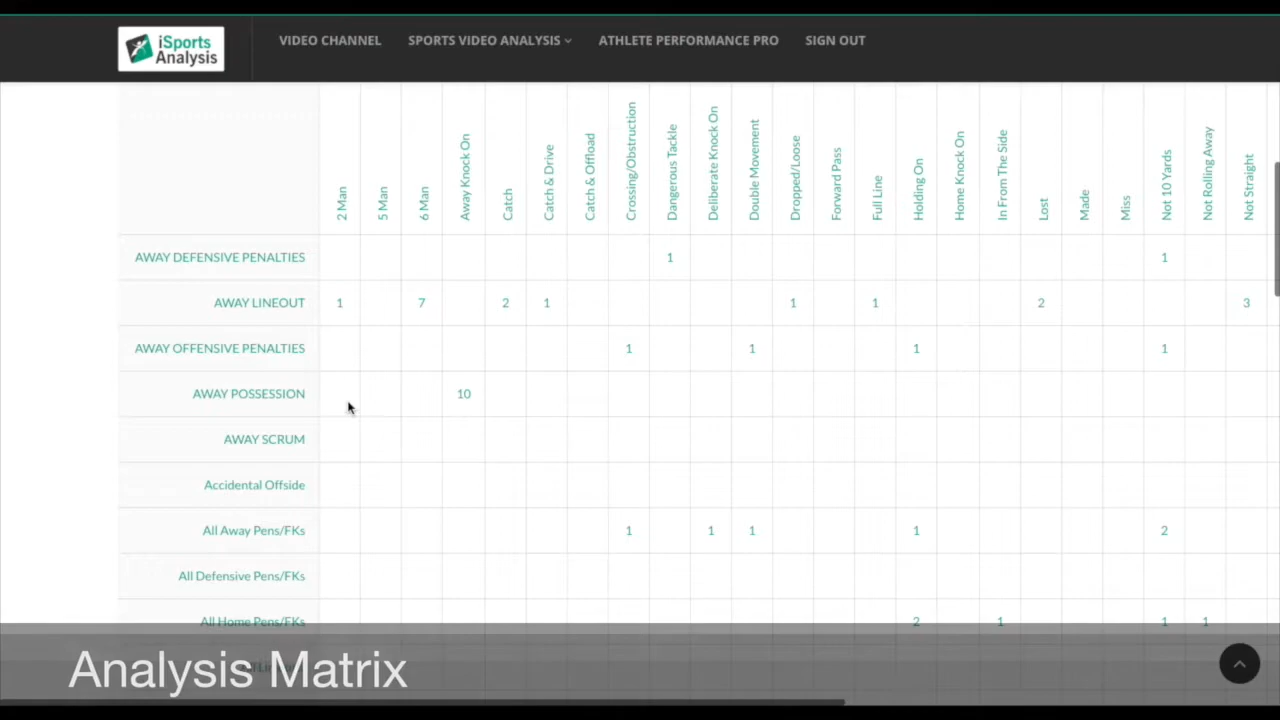 iSports
Analysis
VIDEO CHANNEL SPORTS VIDEO ANALYSIS ATHLETE PERFORMANCE PRO SIGN OUT
2 Man 5 Man 6 Man Away Knock On Catch Catch & Drive Catch & Offload Crossing/Obstruction Dangerous Tackle Deliberate Knock On Double Movement Dropped/Loose Forward Pass Full Line Holding On Home Knock On In From The Side Lost Made Miss Not 10 Yards Not Rolling Away Not Straight
AWAY DEFENSIVE PENALTIES 1 1
AWAY LINEOUT 1 7 2 1 1 1 2 3
AWAY OFFENSIVE PENALTIES 1 1 1 1
AWAY POSSESSION 10
AWAY SCRUM
Accidental Offside
All Away Pens/FKs 1 1 1 1 2
All Defensive Pens/FKs
All Home Pens/FKs 2 1 1 1
Analysis Matrix